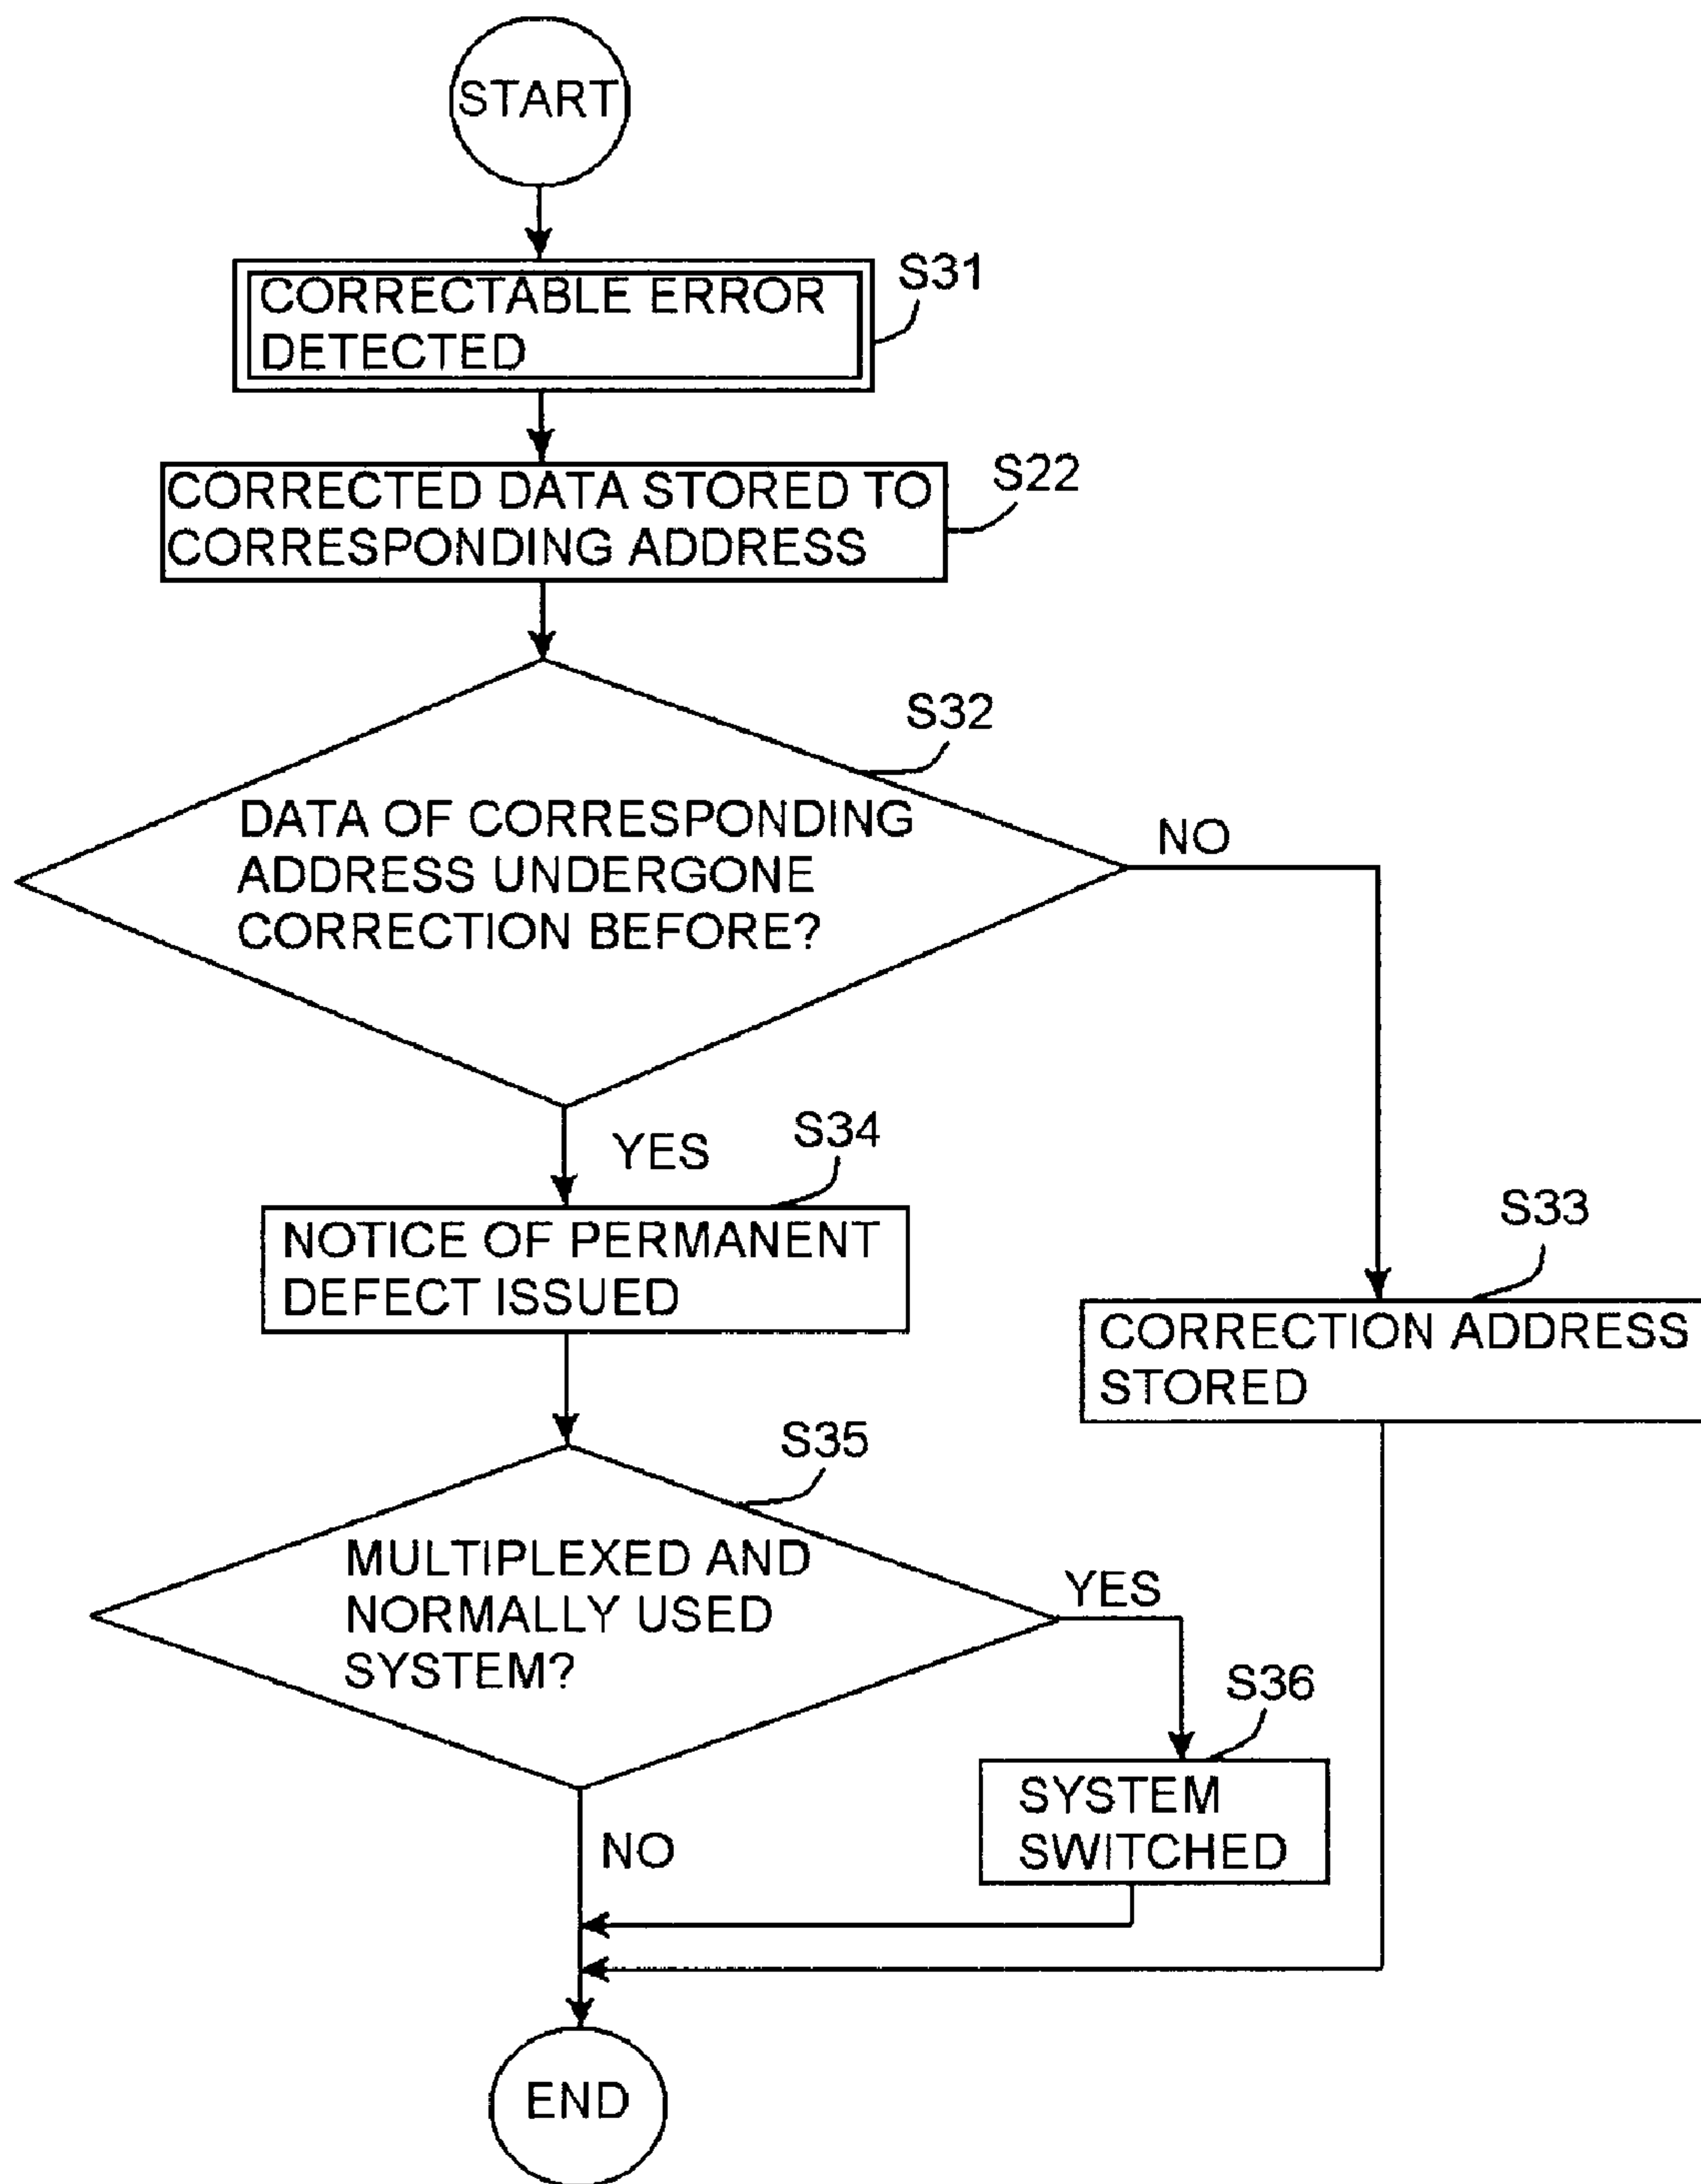 START
CORRECTABLE ERROR
DETECTED
S31
CORRECTED DATA STORED TO
CORRESPONDING ADDRESS
S22
S32
DATA OF CORRESPONDING
ADDRESS UNDERGONE
CORRECTION BEFORE?
NO
YES
S34
NOTICE OF PERMANENT
DEFECT ISSUED
S33
CORRECTION ADDRESS
STORED
S35
MULTIPLEXED AND
NORMALLY USED
SYSTEM?
YES
S36
SYSTEM
SWITCHED
NO
END